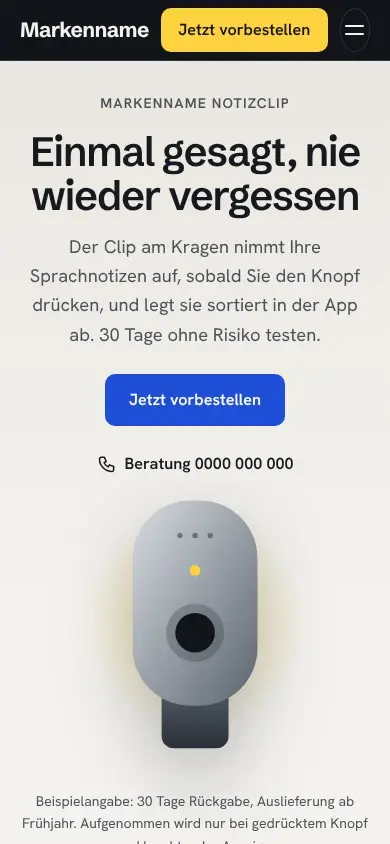 Markenname
Jetzt vorbestellen
MARKENNAME NOTIZCLIP
Einmal gesagt, nie
wieder vergessen
Der Clip am Kragen nimmt Ihre
Sprachnotizen auf, sobald Sie den Knopf
drücken, und legt sie sortiert in der App
ab. 30 Tage ohne Risiko testen.
Jetzt vorbestellen
Beratung 0000 000 000
Beispielangabe: 30 Tage Rückgabe, Auslieferung ab
Frühjahr. Aufgenommen wird nur bei gedrücktem Knopf